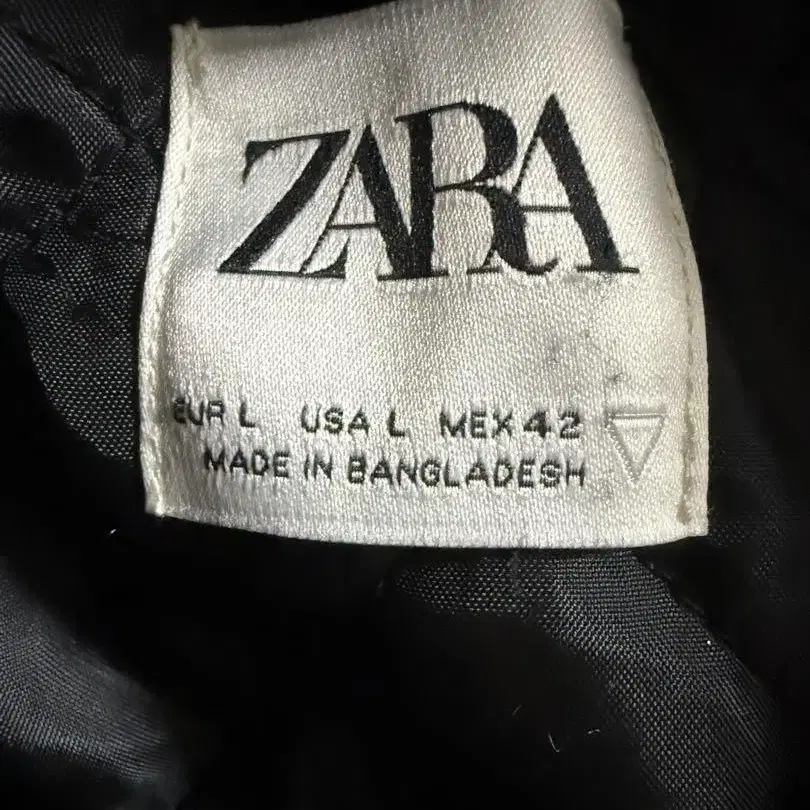 ZARA
EUR L USA L MEX 42
MADE IN BANGLADESH